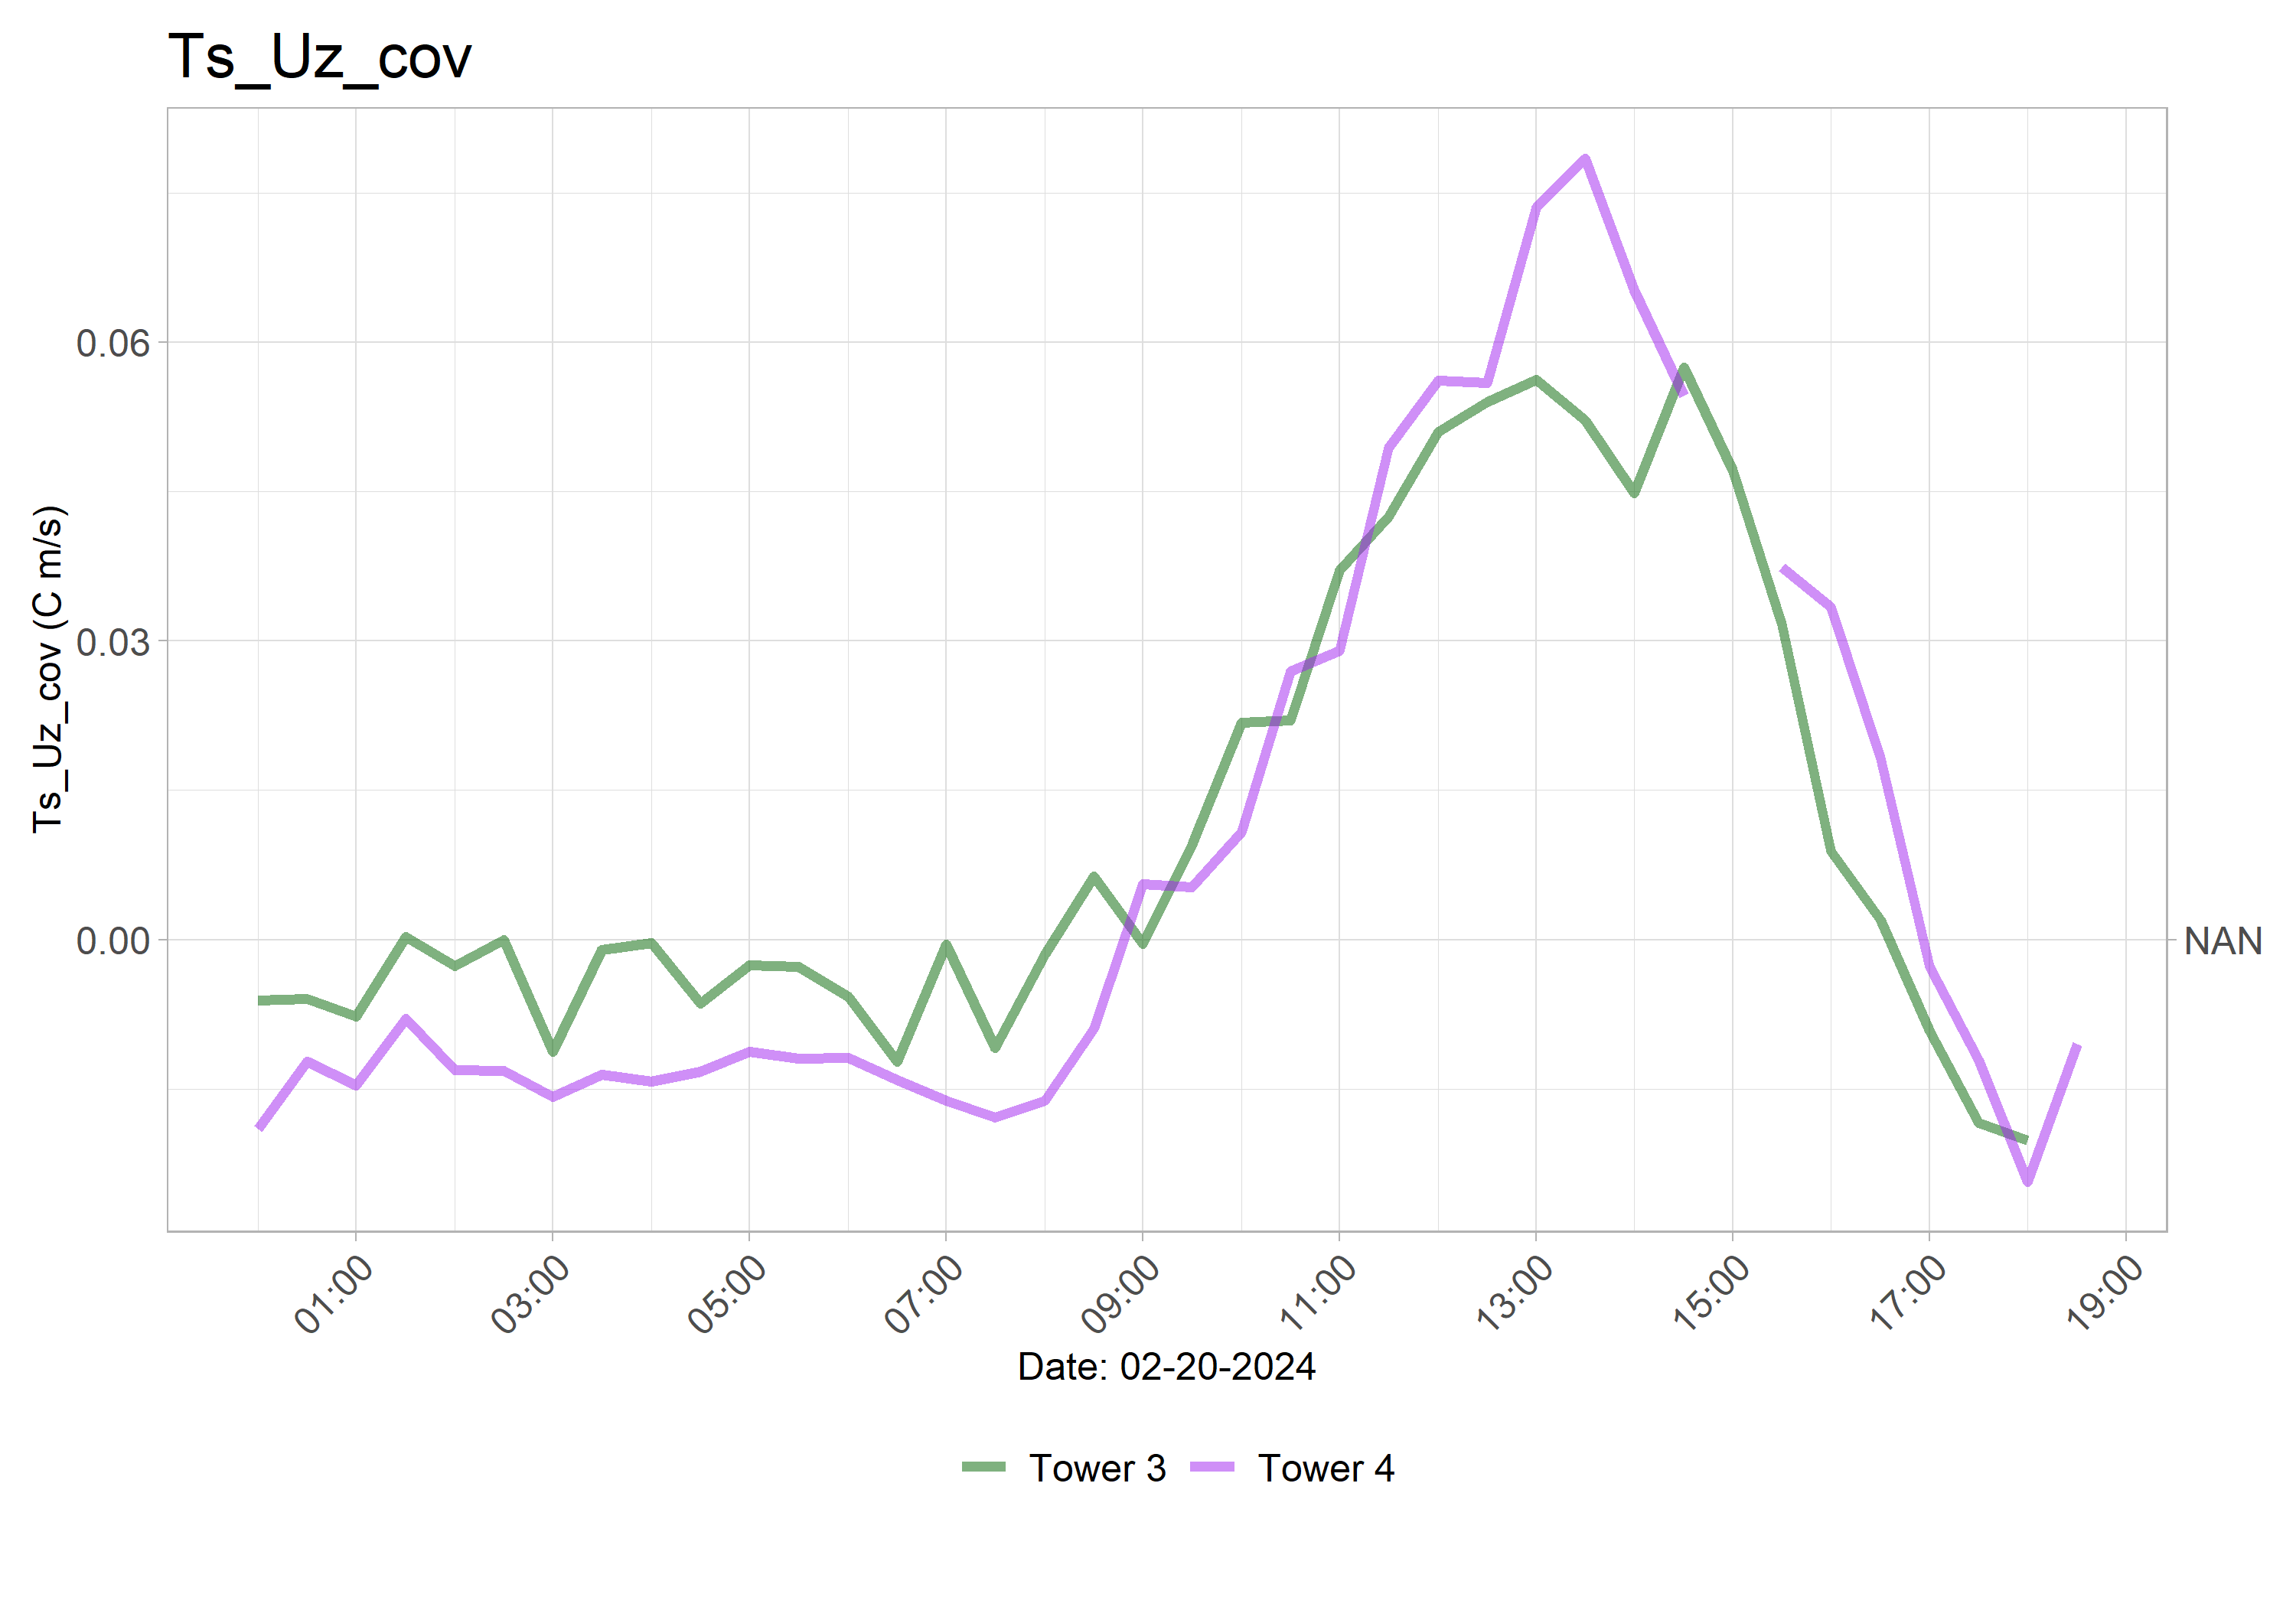 Ts_Uz_cov
Ts_Uz_cov (C m/s)
0.06
0.03
0.00
NAN
01:00 03:00 05:00 07:00 09:00 11:00 13:00 15:00 17:00 19:00
Date: 02-20-2024
Tower 3 Tower 4